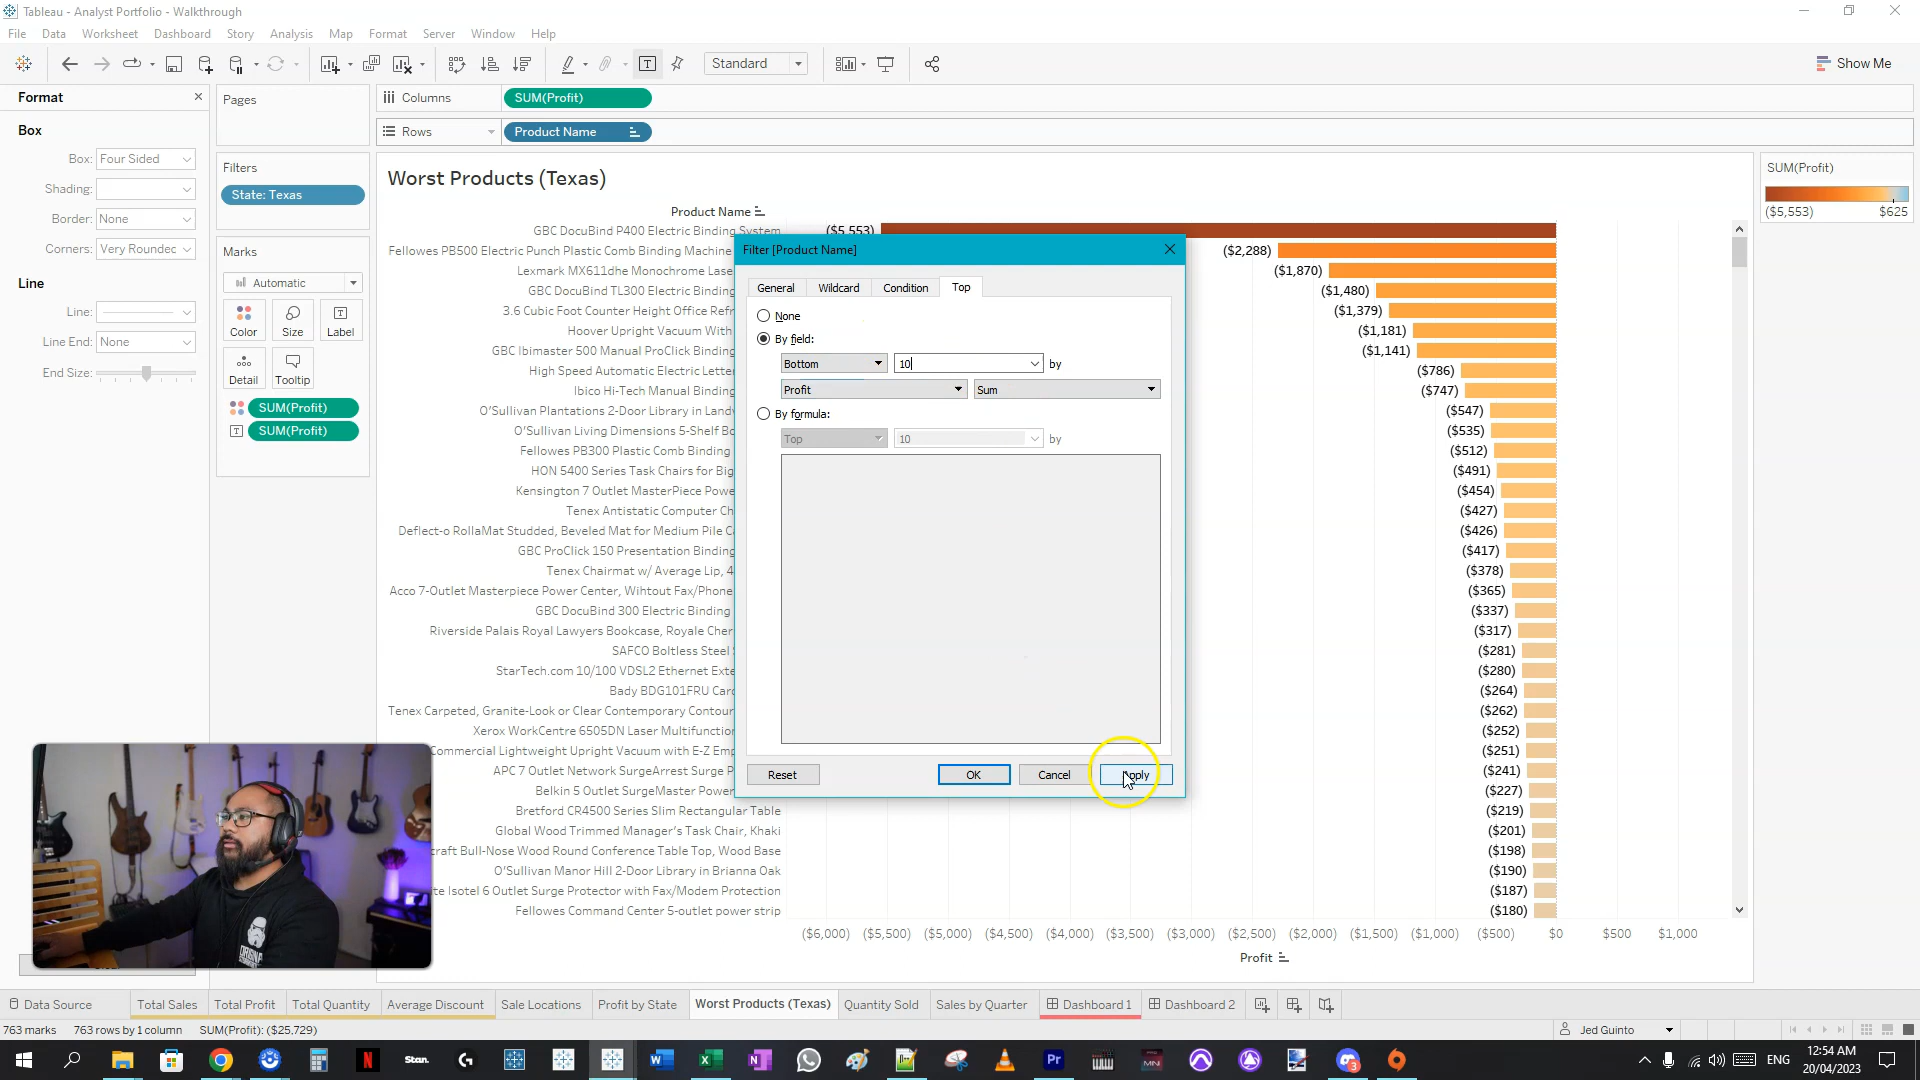 Tableau - Analyst Portfolio - Walkthrough
File Data Worksheet Dashboard Story Analysis Map Format Server Window Help
Standard
Show Me
Format
Box
Box: Four Sided
Shading:
Border: None
Corners: Very Rounded
Line
Line:
Line End: None
End Size:
Pages
Filters
State: Texas
Marks
Automatic
Color Size Label
Detail Tooltip
SUM(Profit)
SUM(Profit)
Columns SUM(Profit)
Rows Product Name
Worst Products (Texas)
Product Name
GBC DocuBind P400 Electric Binding System ($5,553)
Fellowes PB500 Electric Punch Plastic Comb Binding Machine ($2,288)
Lexmark MX611dhe Monochrome Lase ($1,870)
GBC DocuBind TL300 Electric Binding ($1,480)
3.6 Cubic Foot Counter Height Office Refr ($1,379)
Hoover Upright Vacuum With ($1,181)
GBC Ibimaster 500 Manual ProClick Binding ($1,141)
High Speed Automatic Electric Letter ($786)
Ibico Hi-Tech Manual Binding ($747)
O'Sullivan Plantations 2-Door Library in Landv ($547)
O'Sullivan Living Dimensions 5-Shelf Bo ($535)
Fellowes PB300 Plastic Comb Binding ($512)
HON 5400 Series Task Chairs for Big ($491)
Kensington 7 Outlet MasterPiece Powe ($454)
Tenex Antistatic Computer Ch ($427)
Deflect-o RollaMat Studded, Beveled Mat for Medium Pile C ($426)
GBC ProClick 150 Presentation Binding ($417)
Tenex Chairmat w/ Average Lip, 4 ($378)
Acco 7-Outlet Masterpiece Power Center, Wihtout Fax/Phone ($365)
GBC DocuBind 300 Electric Binding ($337)
Riverside Palais Royal Lawyers Bookcase, Royale Cher ($317)
SAFCO Boltless Steel ($281)
StarTech.com 10/100 VDSL2 Ethernet Exte ($280)
Bady BDG101FRU Card ($264)
Tenex Carpeted, Granite-Look or Clear Contemporary Contour ($262)
Xerox WorkCentre 6505DN Laser Multifunction ($252)
Commercial Lightweight Upright Vacuum with E-Z Emp ($251)
APC 7 Outlet Network SurgeArrest Surge P ($241)
Belkin 5 Outlet SurgeMaster Power ($227)
Bretford CR4500 Series Slim Rectangular Table ($219)
Global Wood Trimmed Manager's Task Chair, Khaki ($201)
craft Bull-Nose Wood Round Conference Table Top, Wood Base ($198)
O'Sullivan Manor Hill 2-Door Library in Brianna Oak ($190)
te Isotel 6 Outlet Surge Protector with Fax/Modem Protection ($187)
Fellowes Command Center 5-outlet power strip ($180)
($6,000) ($5,500) ($5,000) ($4,500) ($4,000) ($3,500) ($3,000) ($2,500) ($2,000) ($1,500) ($1,000) ($500) $0 $500 $1,000
Profit
SUM(Profit)
($5,553) $625
Filter [Product Name]
General Wildcard Condition Top
None
By field:
Bottom 10 by
Profit Sum
By formula:
Top 10 by
Reset OK Cancel Apply
ORIGINAL
Data Source Total Sales Total Profit Total Quantity Average Discount Sale Locations Profit by State Worst Products (Texas) Quantity Sold Sales by Quarter Dashboard 1 Dashboard 2
763 marks 763 rows by 1 column SUM(Profit): ($25,729) Jed Guinto
Stan. Pr MN 3 ENG
12:54 AM
20/04/2023